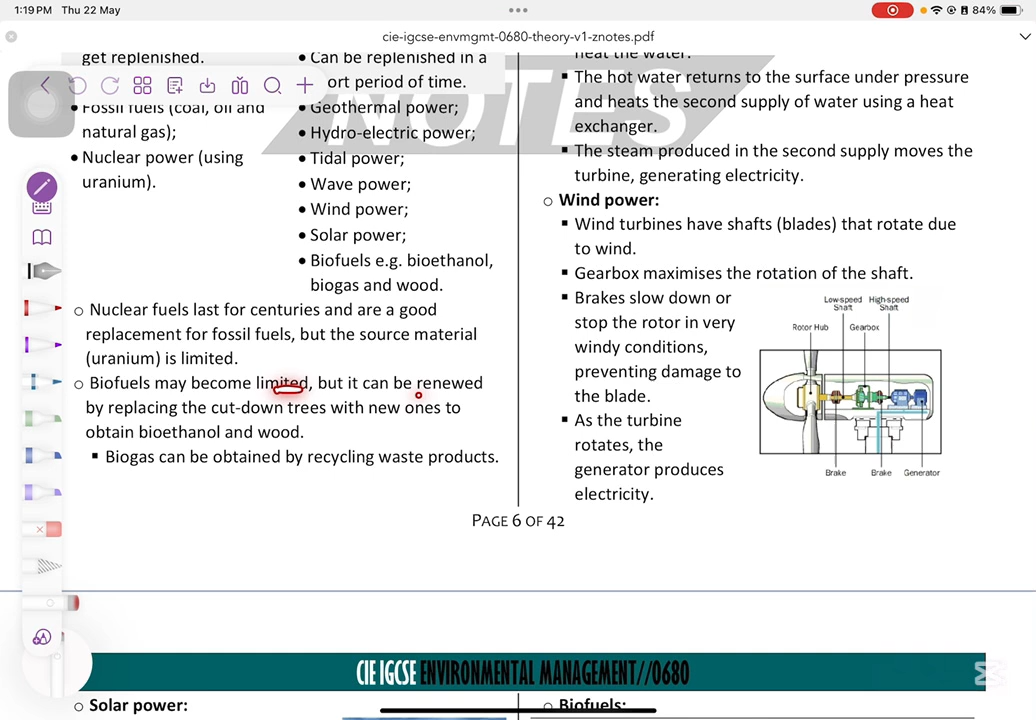 1:19 PM Thu 22 May
84%
cie-igcse-envmgmt-0680-theory-v1-znotes.pdf
get replenished.
• Fossil fuels (coal, oil and
natural gas);
• Nuclear power (using
uranium).
• Can be replenished in a
ort period of time.
• Geothermal power;
• Hydro-electric power;
• Tidal power;
• Wave power;
• Wind power;
• Solar power;
• Biofuels e.g. bioethanol,
biogas and wood.
○ Nuclear fuels last for centuries and are a good
replacement for fossil fuels, but the source material
(uranium) is limited.
○ Biofuels may become limited, but it can be renewed
by replacing the cut-down trees with new ones to
obtain bioethanol and wood.
▪ Biogas can be obtained by recycling waste products.
heat the water.
▪ The hot water returns to the surface under pressure
and heats the second supply of water using a heat
exchanger.
▪ The steam produced in the second supply moves the
turbine, generating electricity.
○ Wind power:
▪ Wind turbines have shafts (blades) that rotate due
to wind.
▪ Gearbox maximises the rotation of the shaft.
▪ Brakes slow down or
stop the rotor in very
windy conditions,
preventing damage to
the blade.
▪ As the turbine
rotates, the
generator produces
electricity.
Low-speed High-speed
Shaft Shaft
Rotor Hub Gearbox
Brake Brake Generator
NOTES
PAGE 6 OF 42
CIE IGCSE ENVIRONMENTAL MANAGEMENT//0680
○ Solar power:
○ Biofuels: